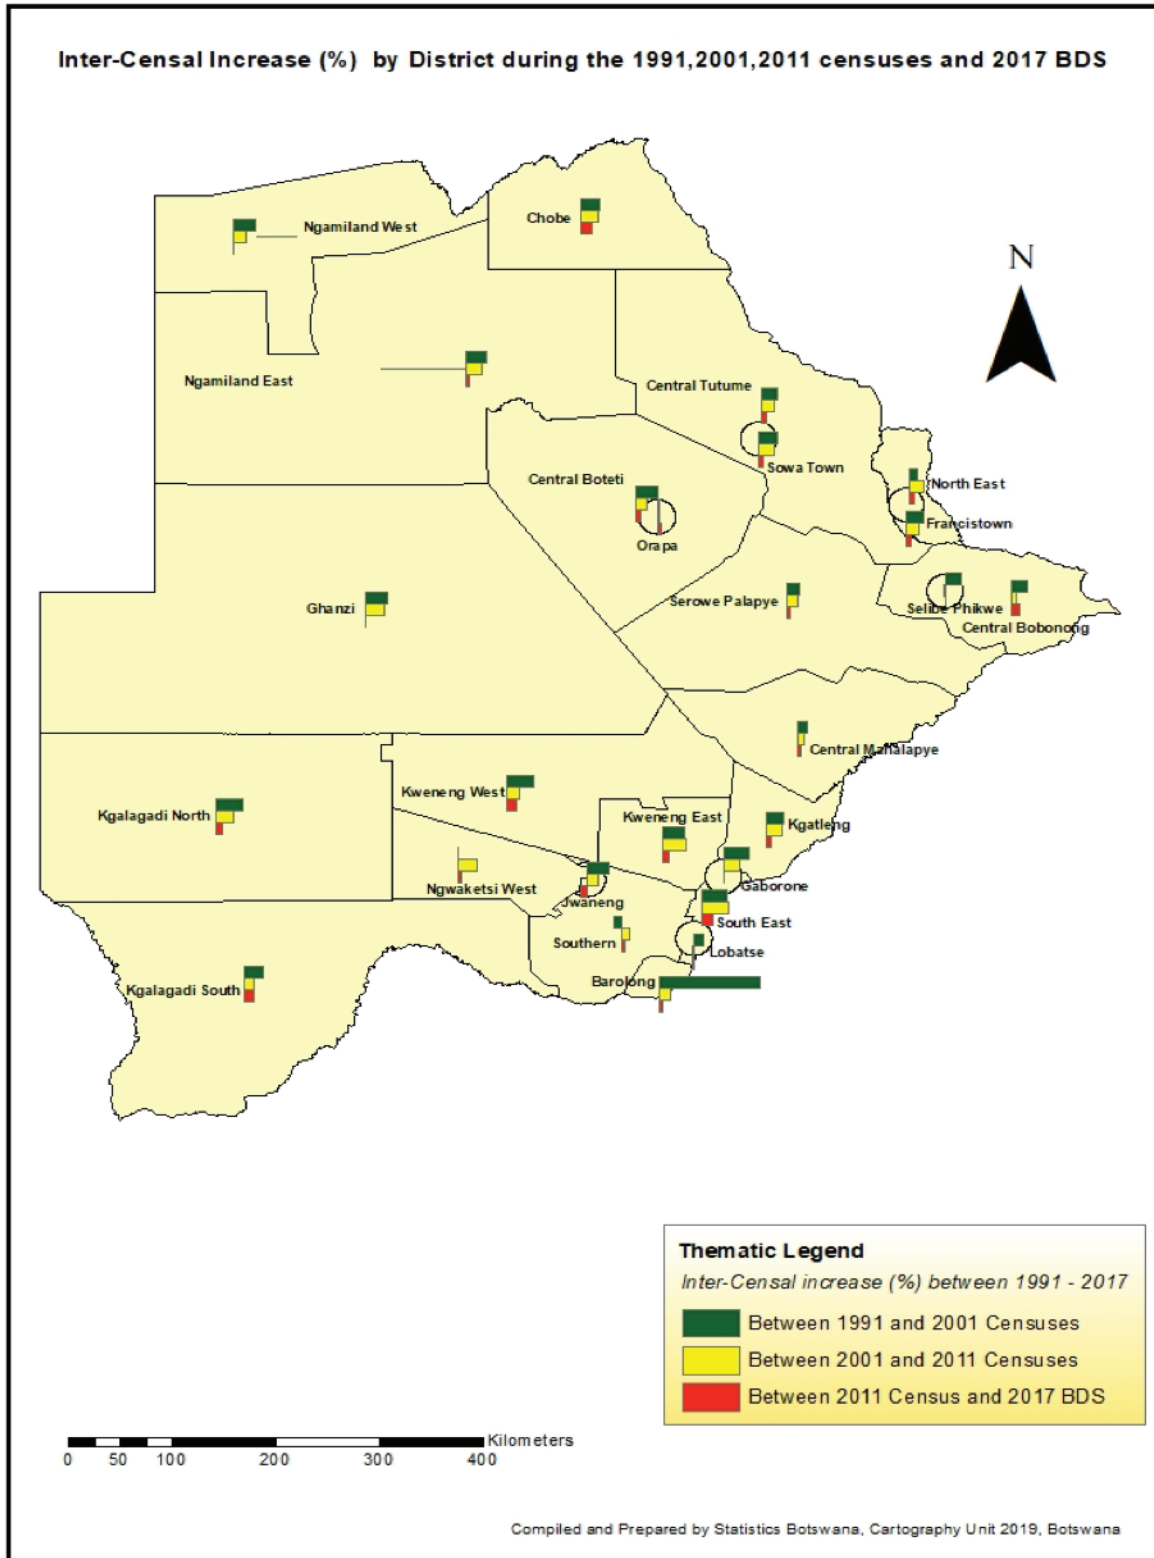 Inter-Censal Increase (%) by District during the 1991,2001,2011 censuses and 2017 BDS
Ngamiland West
Chobe
N
Ngamiland East
Central Tutume
Sowa Town
Central Boteti
North East
Francistown
Orapa
Ghanzi
Serowe Palapye
Selibe Phikwe
Central Bobonong
Central Mahalapye
Kweneng West
Kgalagadi North
Kweneng East
Kgatleng
Ngwaketsi West
Jwaneng
Gaborone
South East
Southern
Lobatse
Barolong
Kgalagadi South
Thematic Legend
Inter-Censal increase (%) between 1991 - 2017
Between 1991 and 2001 Censuses
Between 2001 and 2011 Censuses
Between 2011 Census and 2017 BDS
Kilometers
0 50 100 200 300 400
Compiled and Prepared by Statistics Botswana, Cartography Unit 2019, Botswana